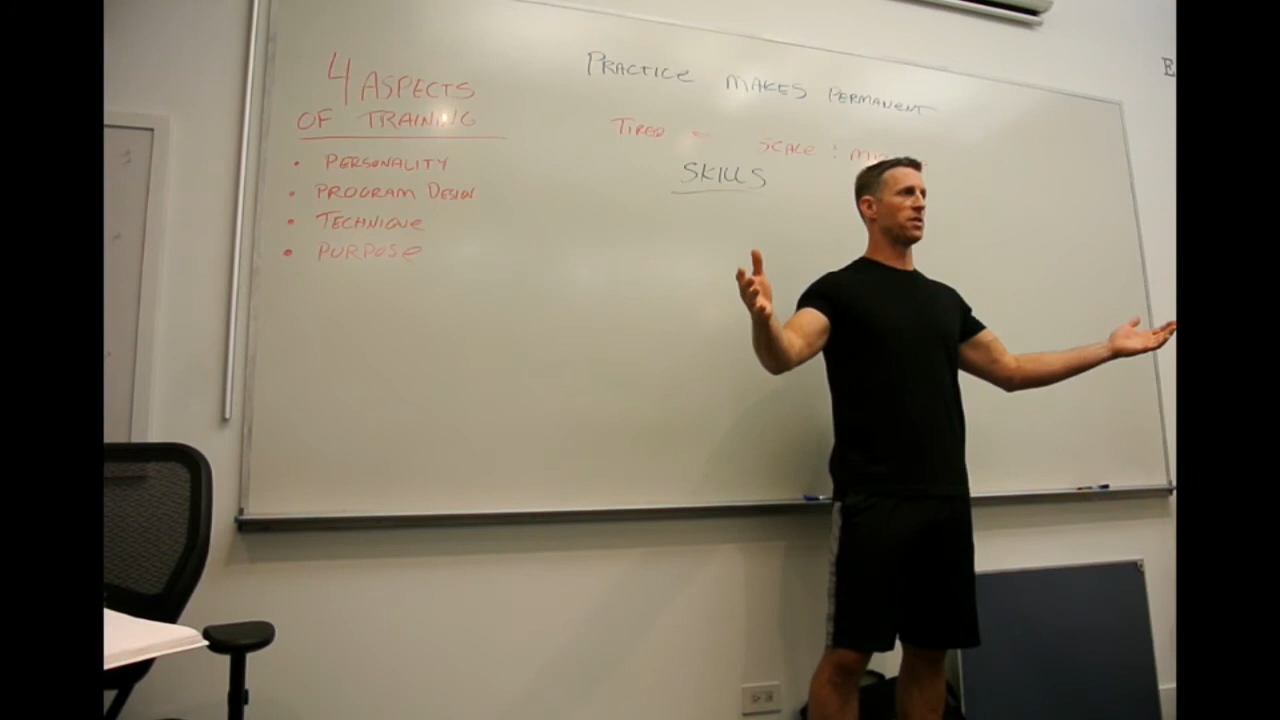 4 ASPECTS
OF TRAINING
• PERSONALITY
• PROGRAM DESIGN
• TECHNIQUE
• PURPOSE
PRACTICE MAKES PERMANENT
TIRED = SCALE :
SKILLS
E